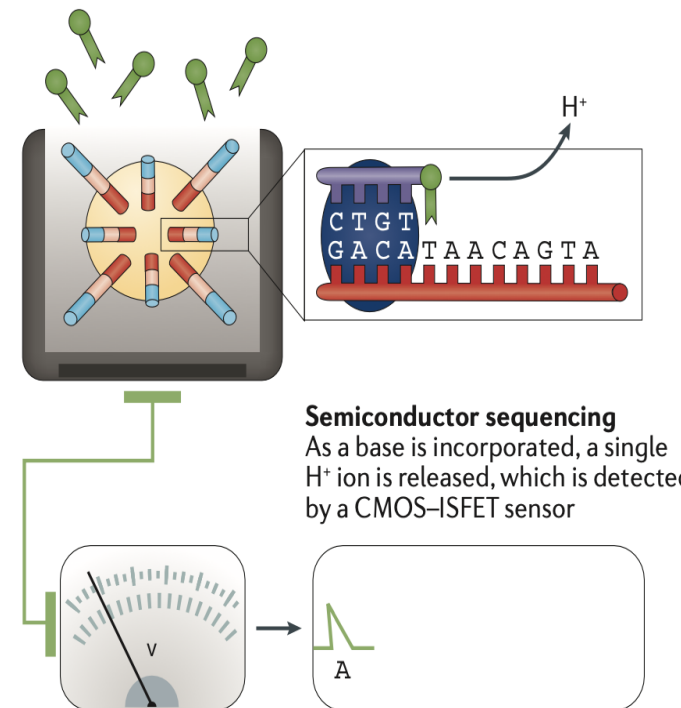 H⁺
CTGT
GACATAACAGTA
Semiconductor sequencing
As a base is incorporated, a single
H⁺ ion is released, which is detected
by a CMOS–ISFET sensor
V
A